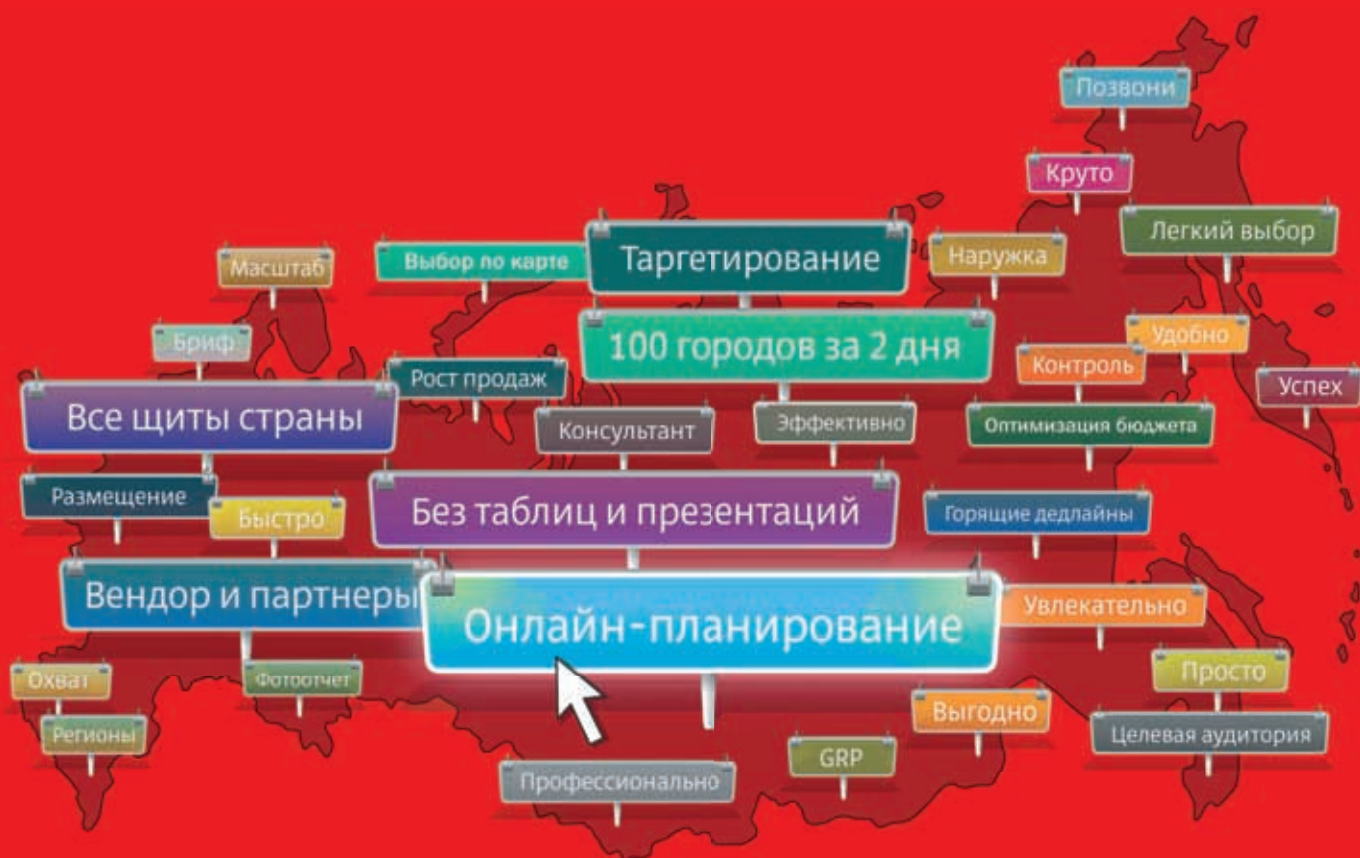 Позвони
Круто
Легкий выбор
Масштаб
Выбор по карте
Таргетирование
Наружка
Бриф
100 городов за 2 дня
Удобно
Контроль
Рост продаж
Успех
Все щиты страны
Консультант
Эффективно
Оптимизация бюджета
Размещение
Быстро
Без таблиц и презентаций
Горящие дедлайны
Вендор и партнеры
Онлайн-планирование
Увлекательно
Охват
Фотоотчет
Просто
Регионы
Выгодно
Целевая аудитория
GRP
Профессионально